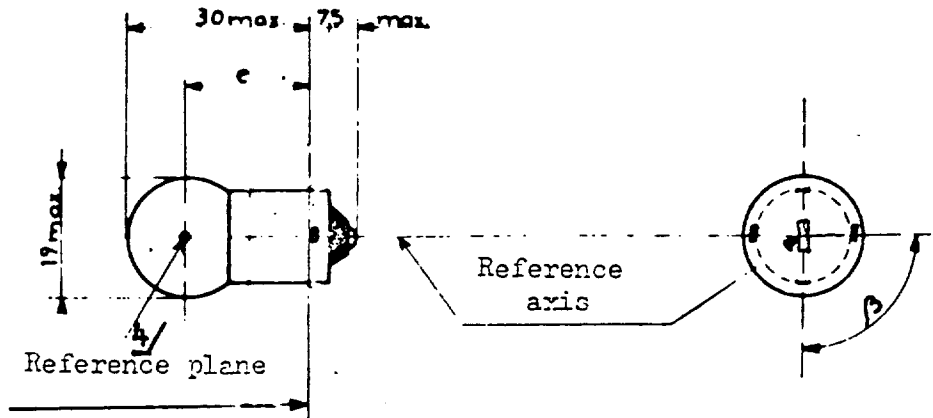 30 max. 7,5 max.
e
19 max.
4/
Reference plane
Reference
axis
β